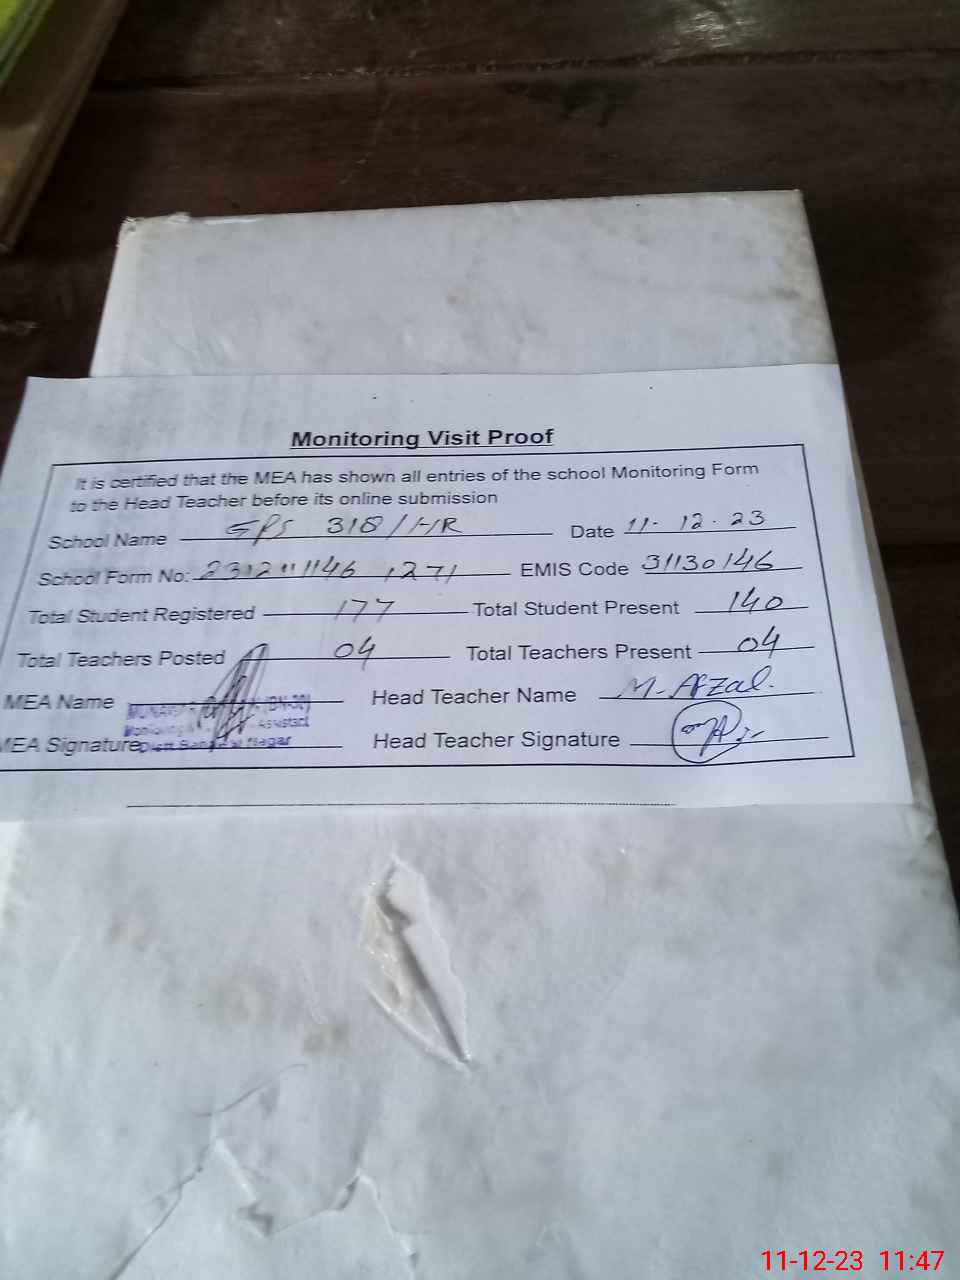 Monitoring Visit Proof
It is certified that the MEA has shown all entries of the school Monitoring Form
to the Head Teacher before its online submission
School Name GPS 318/HR Date 11-12-23
School Form No: EMIS Code 31130146
Total Student Registered 177 Total Student Present 140
Total Teachers Posted 04 Total Teachers Present 04
MEA Name Head Teacher Name M-Afzal.
Monitoring & Assistant
MEA Signature Nagar Head Teacher Signature
11-12-23 11:47